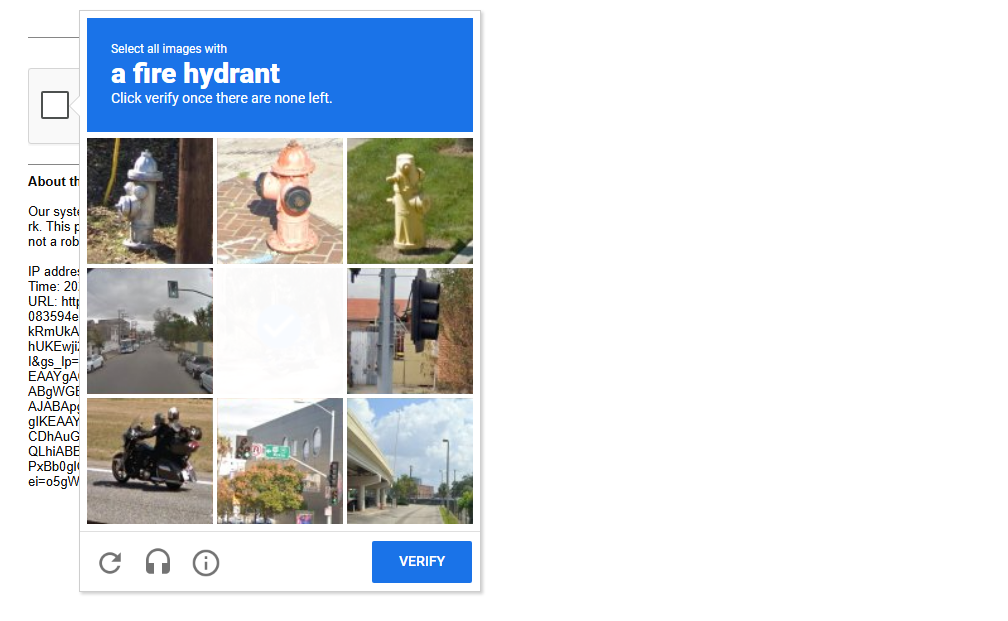 Select all images with
a fire hydrant
Click verify once there are none left.
About th
Our syste
rk. This p
not a rob
IP addres
Time: 20
URL: http
083594e
kRmUkA
hUKEwji
I&gs_lp=
EAAYgA
ABgWGE
AJABApg
gIKEAAY
CDhAuG
QLhiABE
PxBb0gI
ei=o5gW
VERIFY